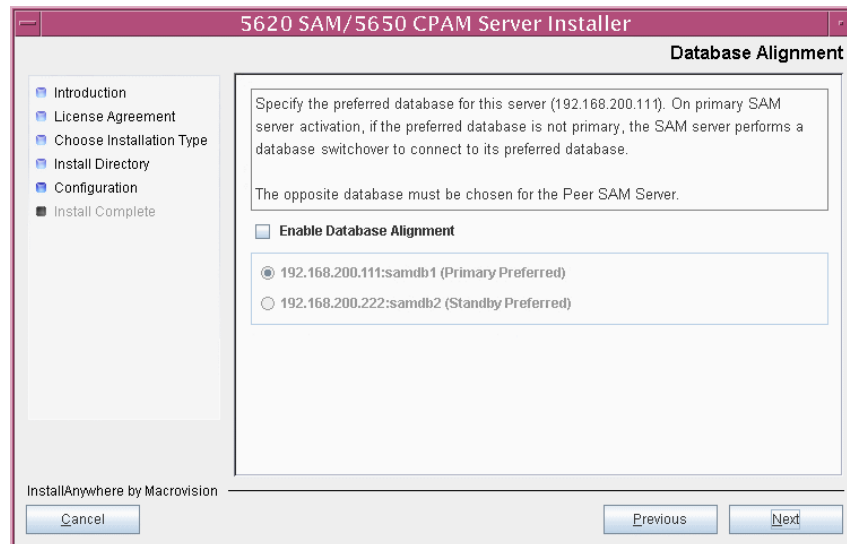 5620 SAM/5650 CPAM Server Installer
Database Alignment
Introduction
License Agreement
Choose Installation Type
Install Directory
Configuration
Install Complete
Specify the preferred database for this server (192.168.200.111). On primary SAM
server activation, if the preferred database is not primary, the SAM server performs a
database switchover to connect to its preferred database.
The opposite database must be chosen for the Peer SAM Server.
Enable Database Alignment
192.168.200.111:samdb1 (Primary Preferred)
192.168.200.222:samdb2 (Standby Preferred)
InstallAnywhere by Macrovision
Cancel
Previous
Next